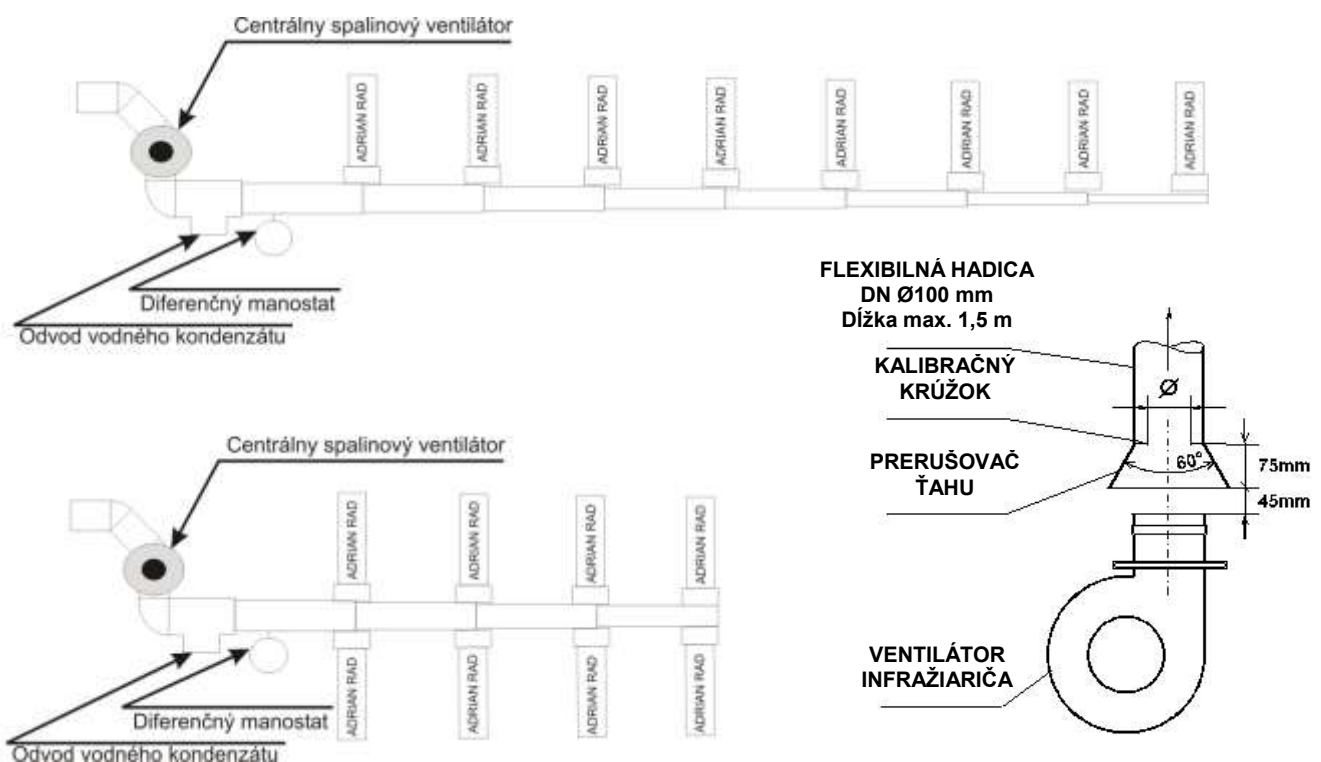 Centrálny spalinový ventilátor
ADRIAN RAD
ADRIAN RAD
ADRIAN RAD
ADRIAN RAD
ADRIAN RAD
ADRIAN RAD
ADRIAN RAD
ADRIAN RAD
Diferenčný manostat
Odvod vodného kondenzátu
FLEXIBILNÁ HADICA
DN Ø100 mm
Dĺžka max. 1,5 m
KALIBRAČNÝ
KRÚŽOK
Ø
PRERUŠOVAČ
ŤAHU
60°
75mm
45mm
VENTILÁTOR
INFRAŽIARIČA
Centrálny spalinový ventilátor
ADRIAN RAD
ADRIAN RAD
ADRIAN RAD
ADRIAN RAD
ADRIAN RAD
ADRIAN RAD
ADRIAN RAD
ADRIAN RAD
Diferenčný manostat
Odvod vodného kondenzátu